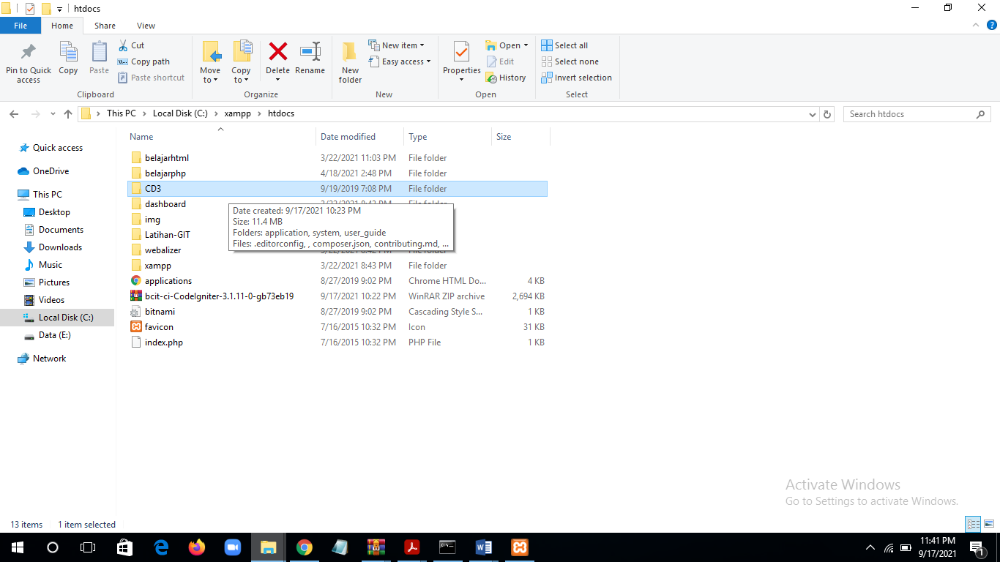 htdocs
File Home Share View
Pin to Quick access
Copy
Paste
Cut
Copy path
Paste shortcut
Clipboard
Move to
Copy to
Delete
Rename
Organize
New folder
New item
Easy access
New
Properties
Open
Edit
History
Open
Select all
Select none
Invert selection
Select
This PC > Local Disk (C:) > xampp > htdocs
Search htdocs
Quick access
OneDrive
This PC
Desktop
Documents
Downloads
Music
Pictures
Videos
Local Disk (C:)
Data (E:)
Network
Name Date modified Type Size
belajarhtml 3/22/2021 11:03 PM File folder
belajarphp 4/18/2021 2:48 PM File folder
CD3 9/19/2019 7:08 PM File folder
dashboard
img
Latihan-GIT
webalizer
xampp 3/22/2021 8:43 PM File folder
applications 8/27/2019 9:02 PM Chrome HTML Do... 4 KB
bcit-ci-CodeIgniter-3.1.11-0-gb73eb19 9/17/2021 10:22 PM WinRAR ZIP archive 2,694 KB
bitnami 8/27/2019 9:02 PM Cascading Style S... 1 KB
favicon 7/16/2015 10:32 PM Icon 31 KB
index.php 7/16/2015 10:32 PM PHP File 1 KB
Date created: 9/17/2021 10:23 PM
Size: 11.4 MB
Folders: application, system, user_guide
Files: .editorconfig, , composer.json, contributing.md, ...
Activate Windows
Go to Settings to activate Windows.
13 items 1 item selected
11:41 PM
9/17/2021
1